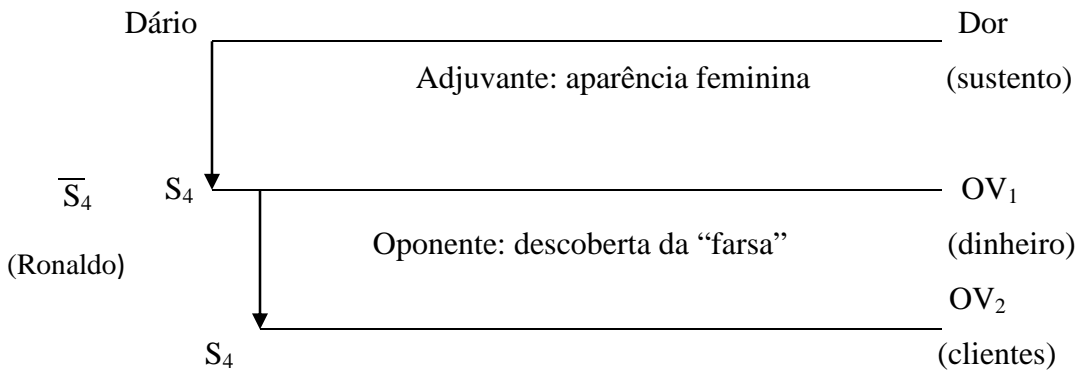 Dário Dor
Adjuvante: aparência feminina (sustento)
S̅₄ S₄ OV₁
Oponente: descoberta da “farsa” (dinheiro)
(Ronaldo)
OV₂
S₄ (clientes)